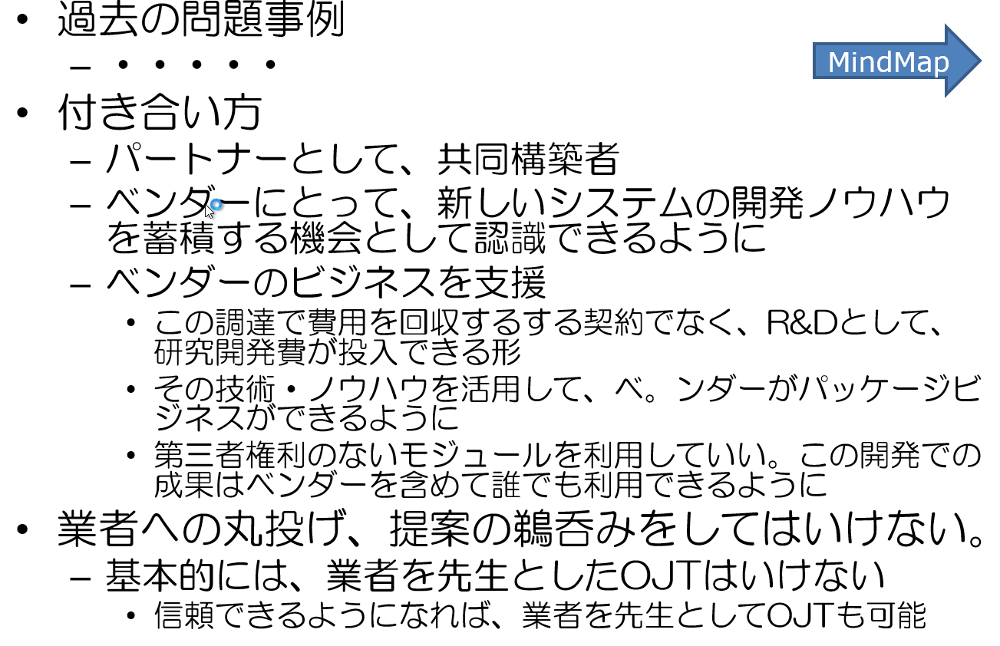 • 過去の問題事例
– ・・・・・
MindMap
• 付き合い方
– パートナーとして、共同構築者
– ベンダーにとって、新しいシステムの開発ノウハウ
を蓄積する機会として認識できるように
– ベンダーのビジネスを支援
• この調達で費用を回収するする契約でなく、R&Dとして、
研究開発費が投入できる形
• その技術・ノウハウを活用して、べ。ンダーがパッケージビ
ジネスができるように
• 第三者権利のないモジュールを利用していい。この開発での
成果はベンダーを含めて誰でも利用できるように
• 業者への丸投げ、提案の鵜呑みをしてはいけない。
– 基本的には、業者を先生としたOJTはいけない
• 信頼できるようになれば、業者を先生としてOJTも可能